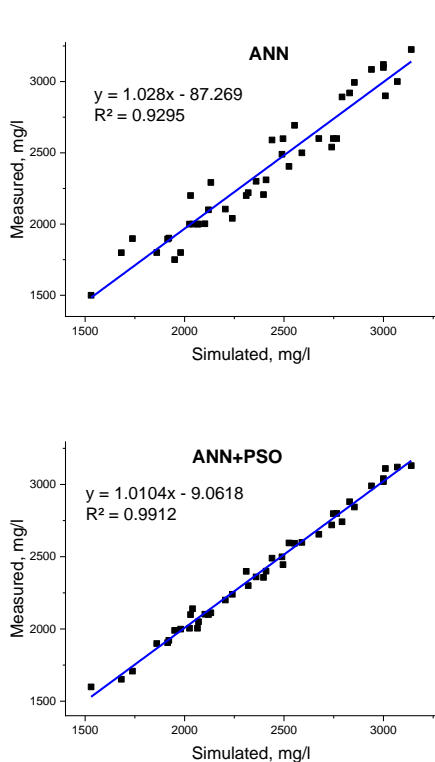 ANN
y = 1.028x - 87.269
R² = 0.9295
3000
2500
2000
1500
Measured, mg/l
1500 2000 2500 3000
Simulated, mg/l
ANN+PSO
y = 1.0104x - 9.0618
R² = 0.9912
3000
2500
2000
1500
Measured, mg/l
1500 2000 2500 3000
Simulated, mg/l